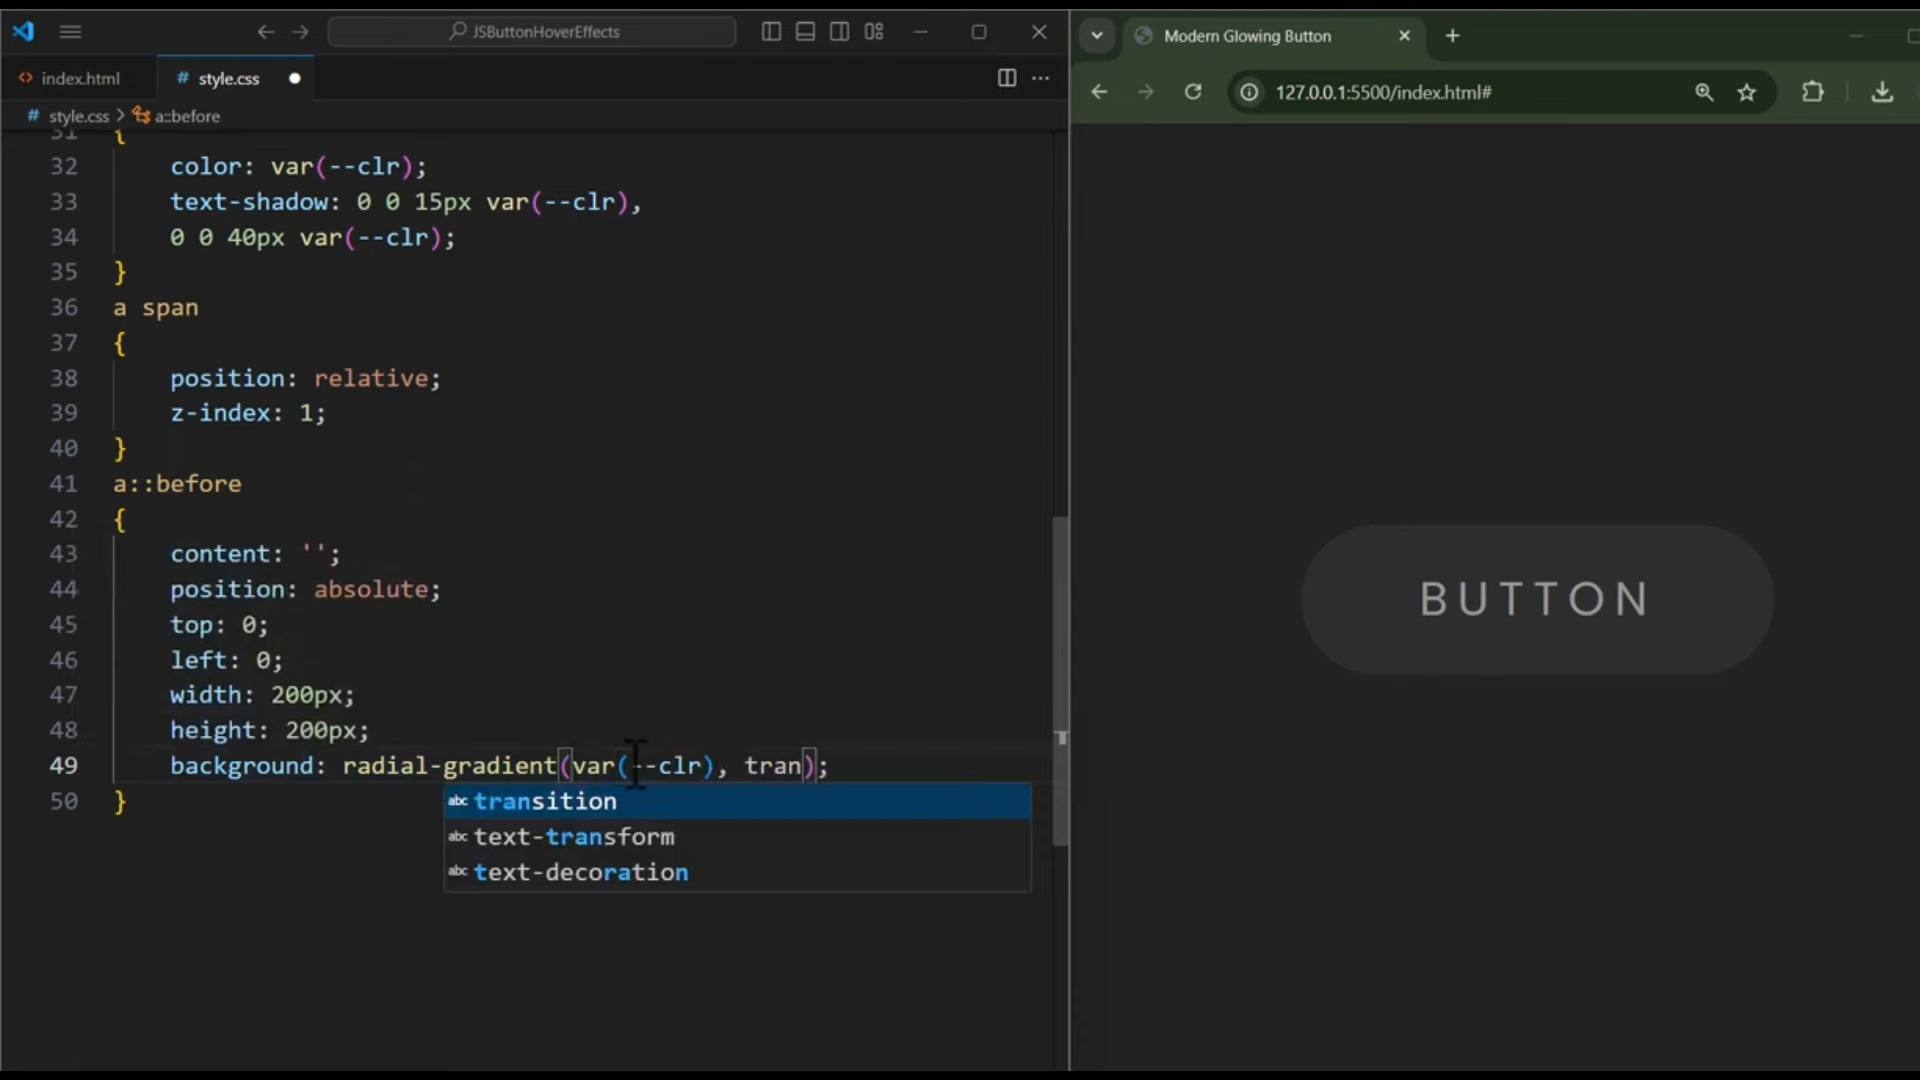 JSButtonHoverEffects
index.html
style.css
style.css > a::before
31 {
32 color: var(--clr);
33 text-shadow: 0 0 15px var(--clr),
34 0 0 40px var(--clr);
35 }
36 a span
37 {
38 position: relative;
39 z-index: 1;
40 }
41 a::before
42 {
43 content: '';
44 position: absolute;
45 top: 0;
46 left: 0;
47 width: 200px;
48 height: 200px;
49 background: radial-gradient(var(--clr), tran);
abc transition
50 }
abc text-transform
abc text-decoration
Modern Glowing Button
127.0.0.1:5500/index.html#
BUTTON